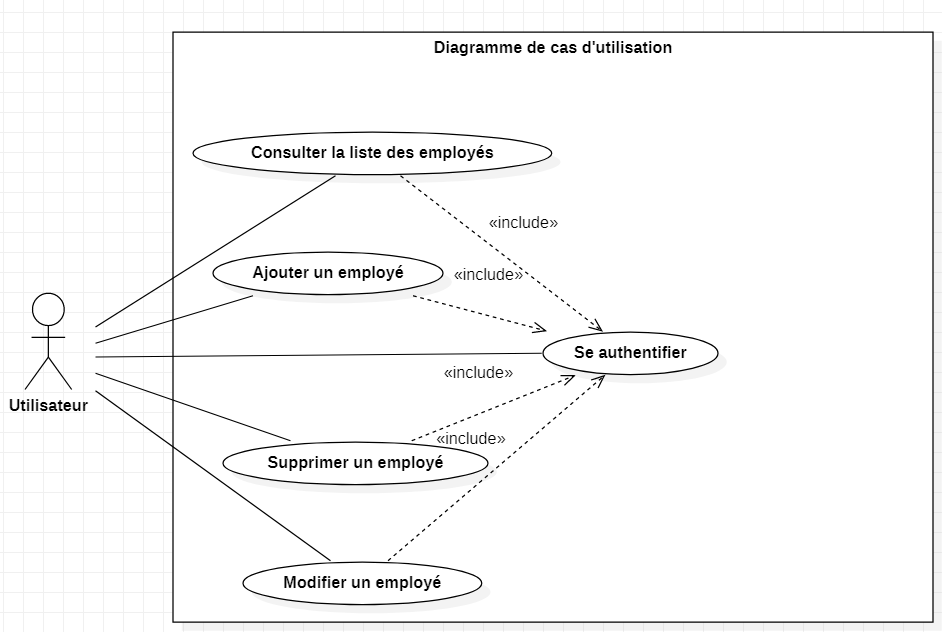 Diagramme de cas d'utilisation
Consulter la liste des employés
«include»
Ajouter un employé
«include»
Se authentifier
«include»
Utilisateur
«include»
Supprimer un employé
Modifier un employé